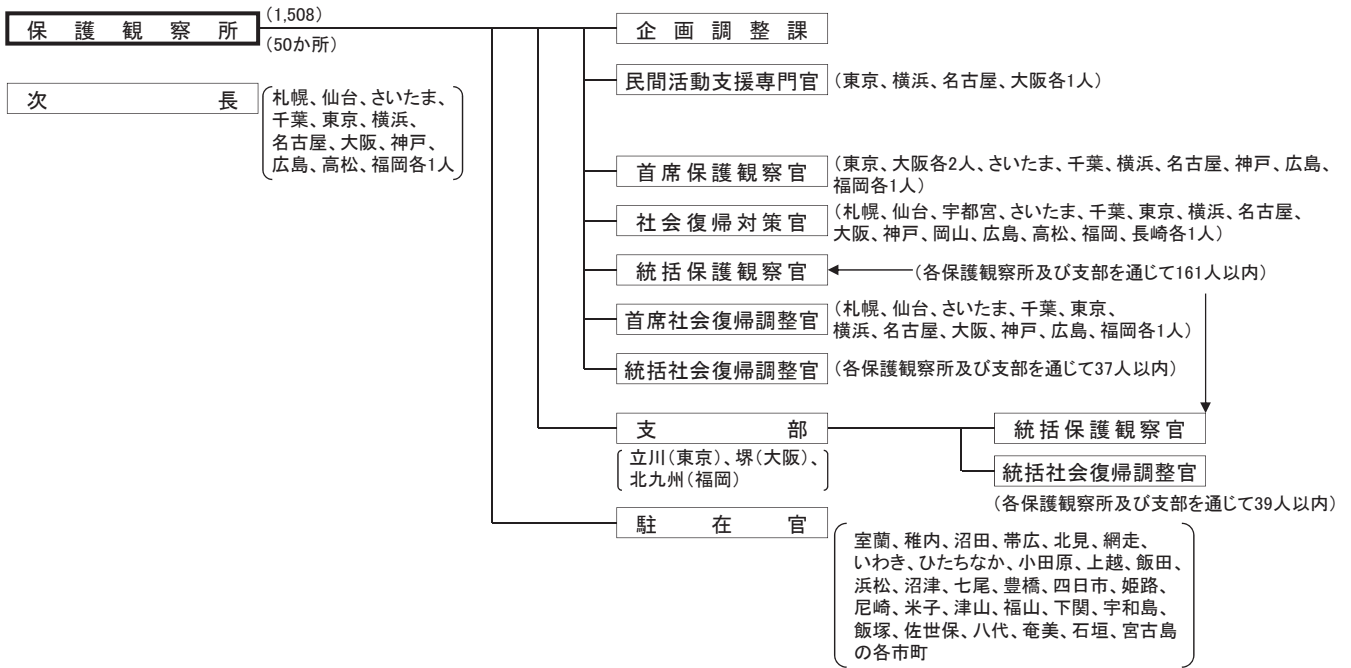 保護観察所
(1,508)
(50か所)
次長
札幌、仙台、さいたま、
千葉、東京、横浜、
名古屋、大阪、神戸、
広島、高松、福岡各1人
企画調整課
民間活動支援専門官
(東京、横浜、名古屋、大阪各1人)
首席保護観察官
(東京、大阪各2人、さいたま、千葉、横浜、名古屋、神戸、広島、
福岡各1人)
社会復帰対策官
(札幌、仙台、宇都宮、さいたま、千葉、東京、横浜、名古屋、
大阪、神戸、岡山、広島、高松、福岡、長崎各1人)
統括保護観察官
(各保護観察所及び支部を通じて161人以内)
首席社会復帰調整官
(札幌、仙台、さいたま、千葉、東京、
横浜、名古屋、大阪、神戸、広島、福岡各1人)
統括社会復帰調整官
(各保護観察所及び支部を通じて37人以内)
支部
立川(東京)、堺(大阪)、
北九州(福岡)
統括保護観察官
統括社会復帰調整官
(各保護観察所及び支部を通じて39人以内)
駐在官
室蘭、稚内、沼田、帯広、北見、網走、
いわき、ひたちなか、小田原、上越、飯田、
浜松、沼津、七尾、豊橋、四日市、姫路、
尼崎、米子、津山、福山、下関、宇和島、
飯塚、佐世保、八代、奄美、石垣、宮古島
の各市町